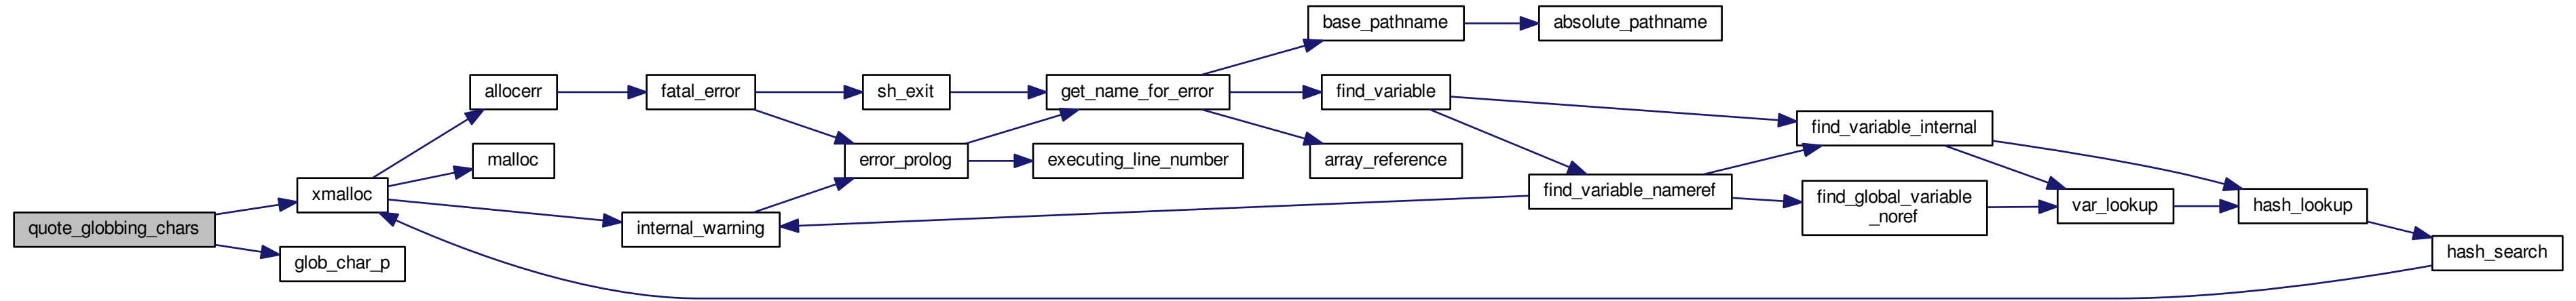 base_pathname
absolute_pathname
allocerr
fatal_error
sh_exit
get_name_for_error
find_variable
find_variable_internal
malloc
error_prolog
executing_line_number
array_reference
xmalloc
find_variable_nameref
find_global_variable
_noref
var_lookup
hash_lookup
quote_globbing_chars
internal_warning
hash_search
glob_char_p